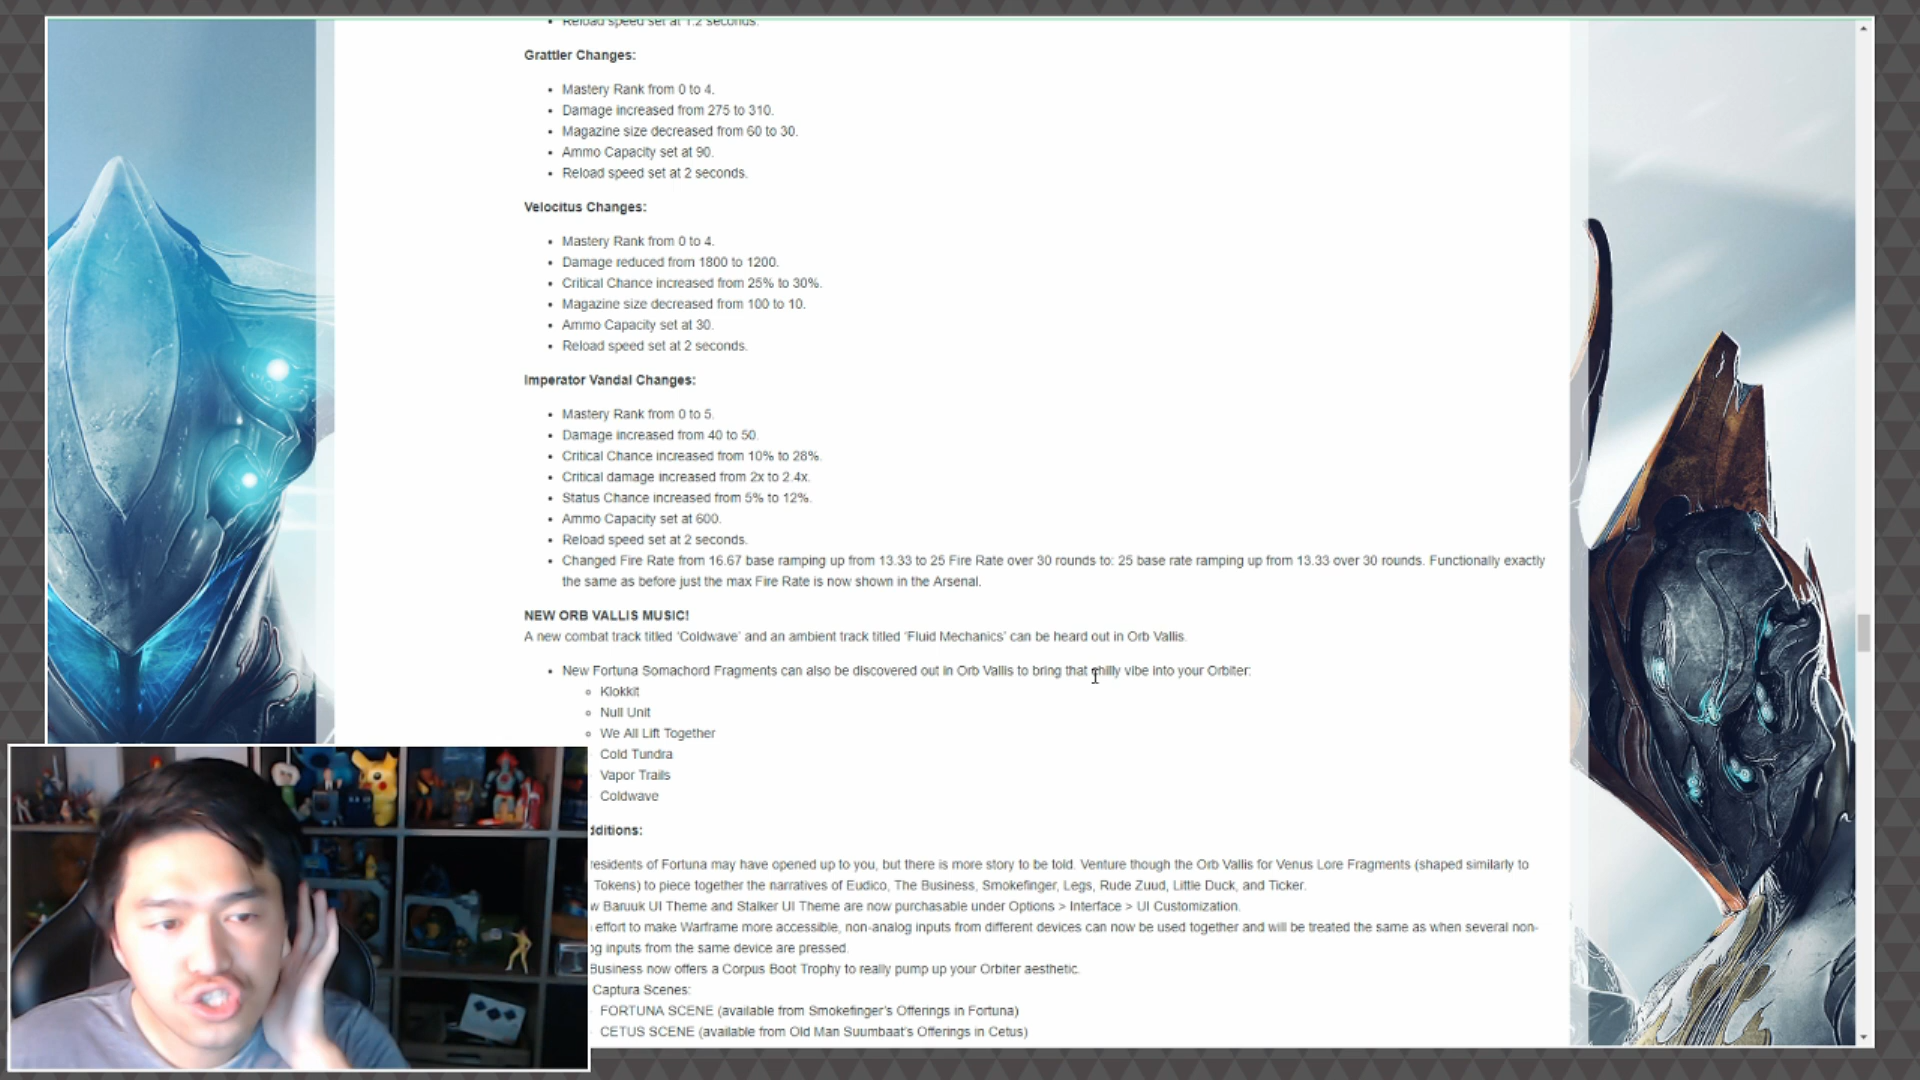 Reload speed set at 1.2 seconds.
Grattler Changes:
Mastery Rank from 0 to 4.
Damage increased from 275 to 310.
Magazine size decreased from 60 to 30.
Ammo Capacity set at 90.
Reload speed set at 2 seconds.
Velocitus Changes:
Mastery Rank from 0 to 4.
Damage reduced from 1800 to 1200.
Critical Chance increased from 25% to 30%.
Magazine size decreased from 100 to 10.
Ammo Capacity set at 30.
Reload speed set at 2 seconds.
Imperator Vandal Changes:
Mastery Rank from 0 to 5.
Damage increased from 40 to 50.
Critical Chance increased from 10% to 28%.
Critical damage increased from 2x to 2.4x.
Status Chance increased from 5% to 12%.
Ammo Capacity set at 600.
Reload speed set at 2 seconds.
Changed Fire Rate from 16.67 base ramping up from 13.33 to 25 Fire Rate over 30 rounds to: 25 base rate ramping up from 13.33 over 30 rounds. Functionally exactly
the same as before just the max Fire Rate is now shown in the Arsenal.
NEW ORB VALLIS MUSIC!
A new combat track titled ‘Coldwave’ and an ambient track titled ‘Fluid Mechanics’ can be heard out in Orb Vallis.
New Fortuna Somachord Fragments can also be discovered out in Orb Vallis to bring that chilly vibe into your Orbiter:
Klokkit
Null Unit
We All Lift Together
Cold Tundra
Vapor Trails
Coldwave
dditions:
residents of Fortuna may have opened up to you, but there is more story to be told. Venture though the Orb Vallis for Venus Lore Fragments (shaped similarly to
Tokens) to piece together the narratives of Eudico, The Business, Smokefinger, Legs, Rude Zuud, Little Duck, and Ticker.
w Baruuk UI Theme and Stalker UI Theme are now purchasable under Options > Interface > UI Customization.
effort to make Warframe more accessible, non-analog inputs from different devices can now be used together and will be treated the same as when several non-
og inputs from the same device are pressed.
Business now offers a Corpus Boot Trophy to really pump up your Orbiter aesthetic.
Captura Scenes:
FORTUNA SCENE (available from Smokefinger’s Offerings in Fortuna)
CETUS SCENE (available from Old Man Suumbaat’s Offerings in Cetus)